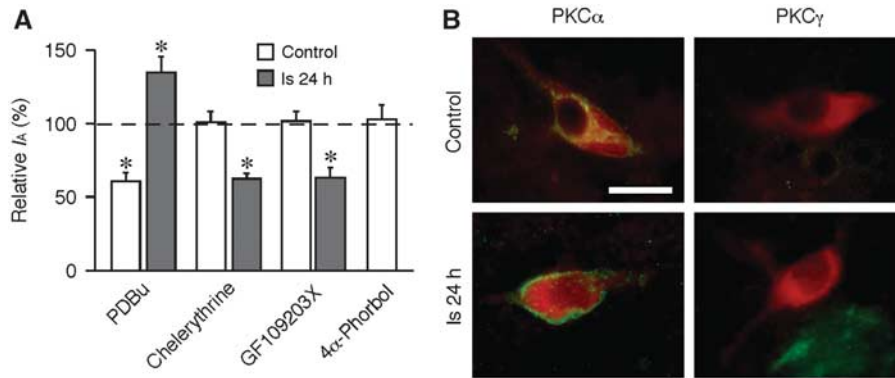 A
Relative IA (%)
150
100
50
0
Control
Is 24 h
*
*
*
*
PDBu
Chelerythrine
GF109203X
4α-Phorbol
B
PKCα
PKCγ
Control
Is 24 h